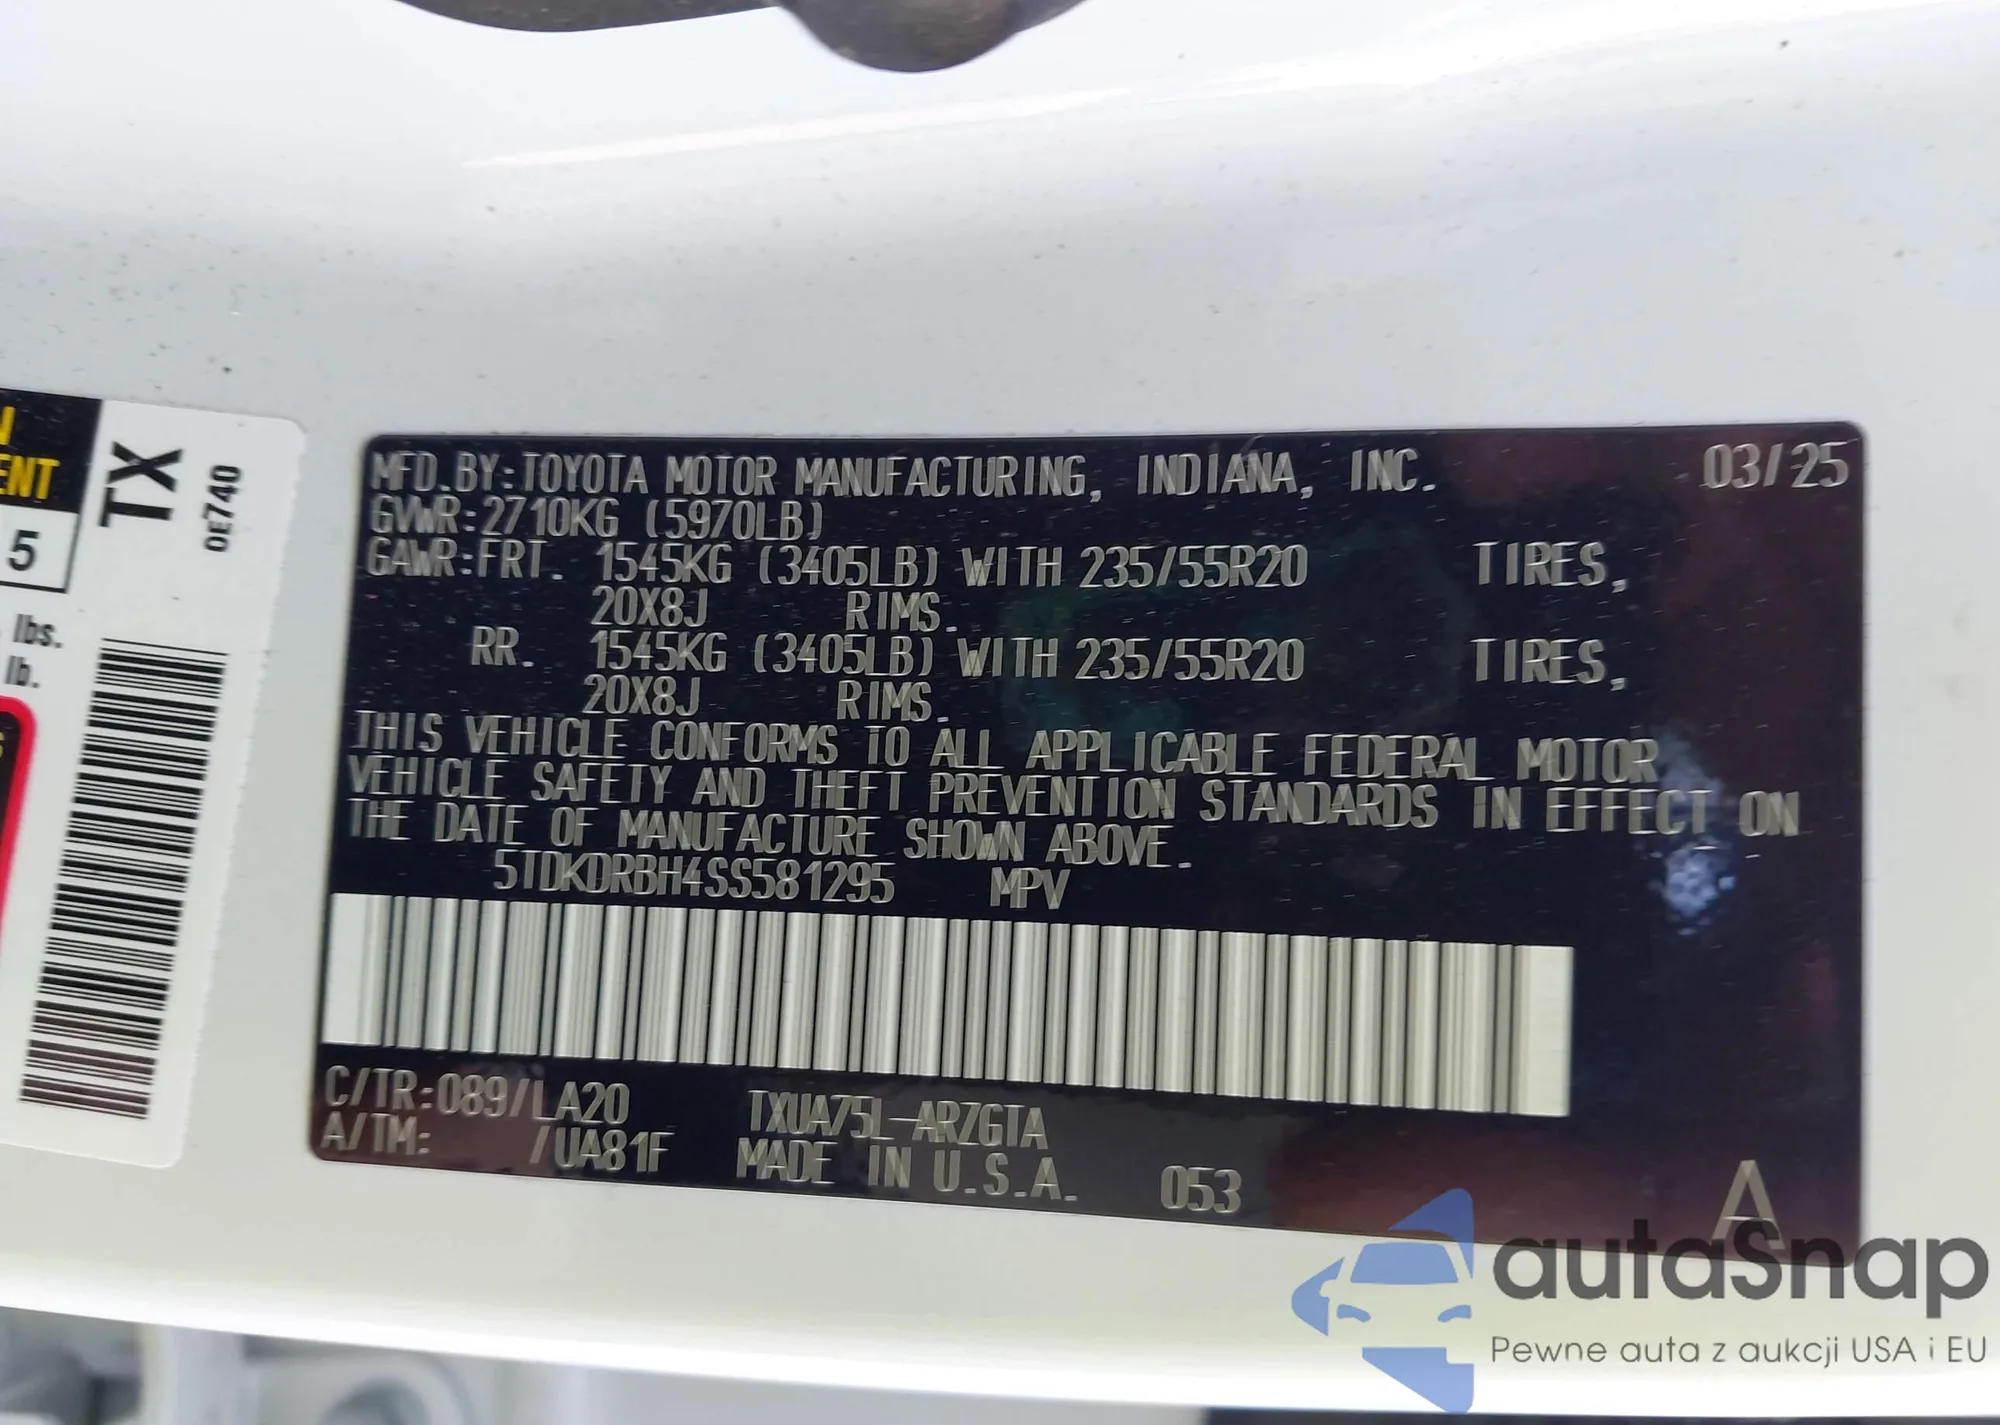 MFD.BY:TOYOTA MOTOR MANUFACTURING, INDIANA, INC. 03/25
GVWR:2710KG (5970LB)
GAWR:FRT. 1545KG (3405LB) WITH 235/55R20 TIRES,
20X8J RIMS.
RR. 1545KG (3405LB) WITH 235/55R20 TIRES,
20X8J RIMS.
THIS VEHICLE CONFORMS TO ALL APPLICABLE FEDERAL MOTOR
VEHICLE SAFETY AND THEFT PREVENTION STANDARDS IN EFFECT ON
THE DATE OF MANUFACTURE SHOWN ABOVE.
5TDKDRBH4SS581295 MPV
C/TR:089/LA20 TXUA75L-ARZGTA
A/TM: /UA81F MADE IN U.S.A. 053 A
TX
0E740
ENT
5
lbs.
lb.
autaSnap
Pewne auta z aukcji USA i EU